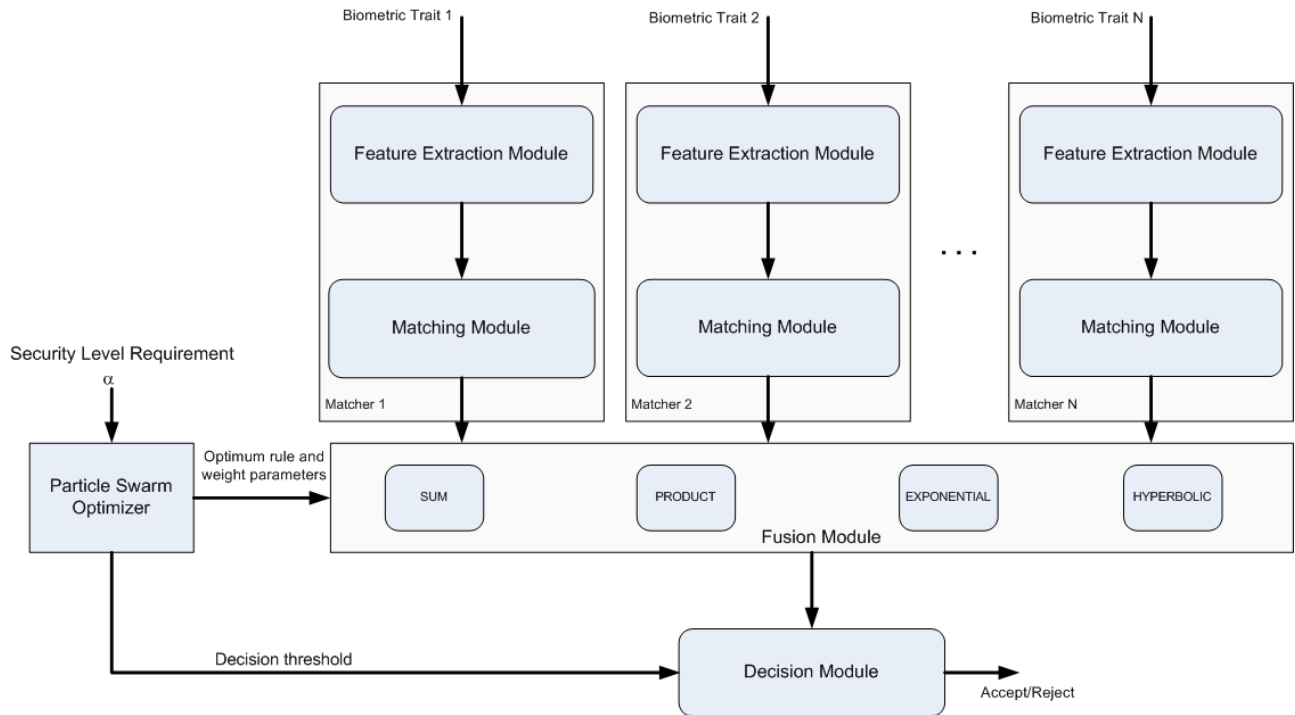 Biometric Trait 1
Biometric Trait 2
Biometric Trait N
Feature Extraction Module
Feature Extraction Module
Feature Extraction Module
. . .
Matching Module
Matching Module
Matching Module
Matcher 1
Matcher 2
Matcher N
Security Level Requirement
α
Particle Swarm
Optimizer
Optimum rule and
weight parameters
SUM
PRODUCT
EXPONENTIAL
HYPERBOLIC
Fusion Module
Decision threshold
Decision Module
Accept/Reject